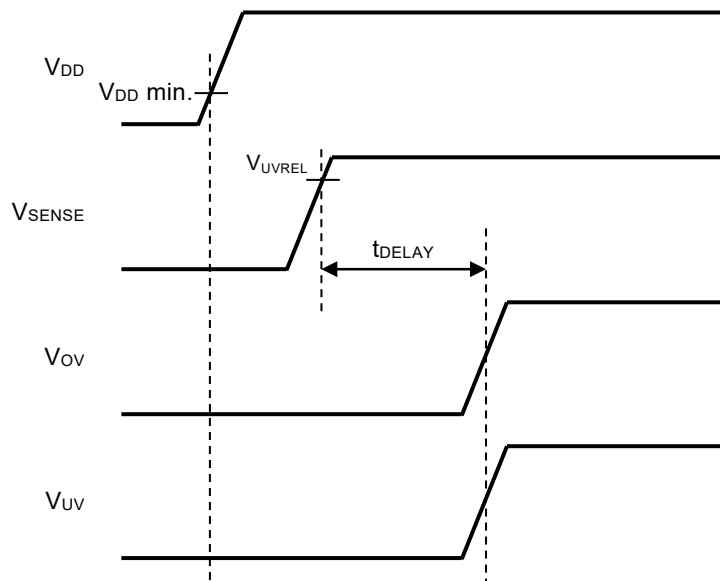 VDD
VDD min.
VUVREL
VSENSE
tDELAY
VOV
VUV